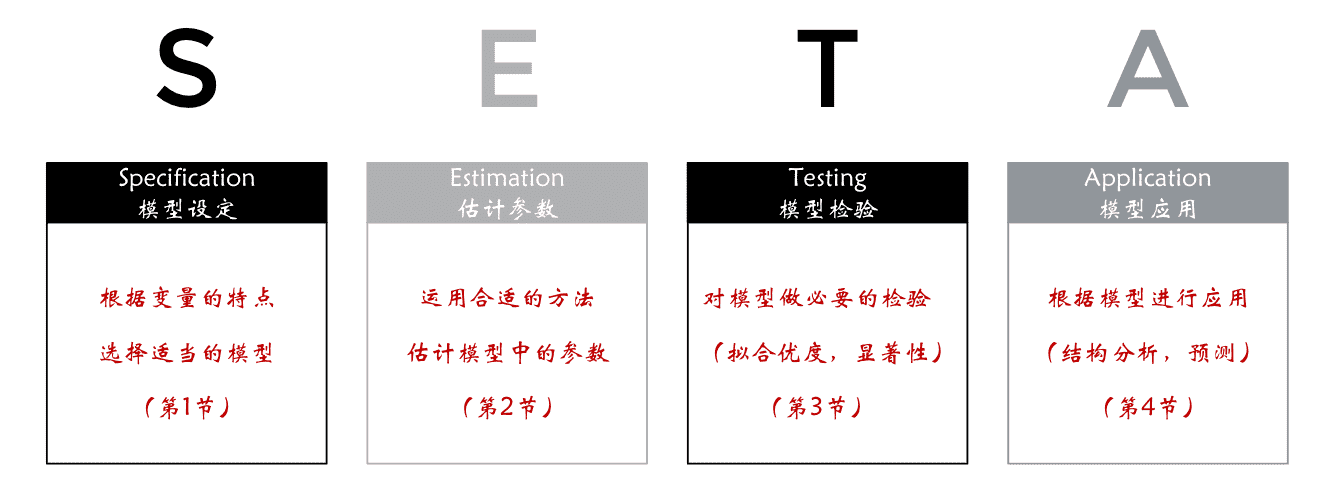 S
E
T
A
Specification
模型设定
根据变量的特点
选择适当的模型
（第1节）
Estimation
估计参数
运用合适的方法
估计模型中的参数
（第2节）
Testing
模型检验
对模型做必要的检验
（拟合优度，显著性）
（第3节）
Application
模型应用
根据模型进行应用
（结构分析，预测）
（第4节）